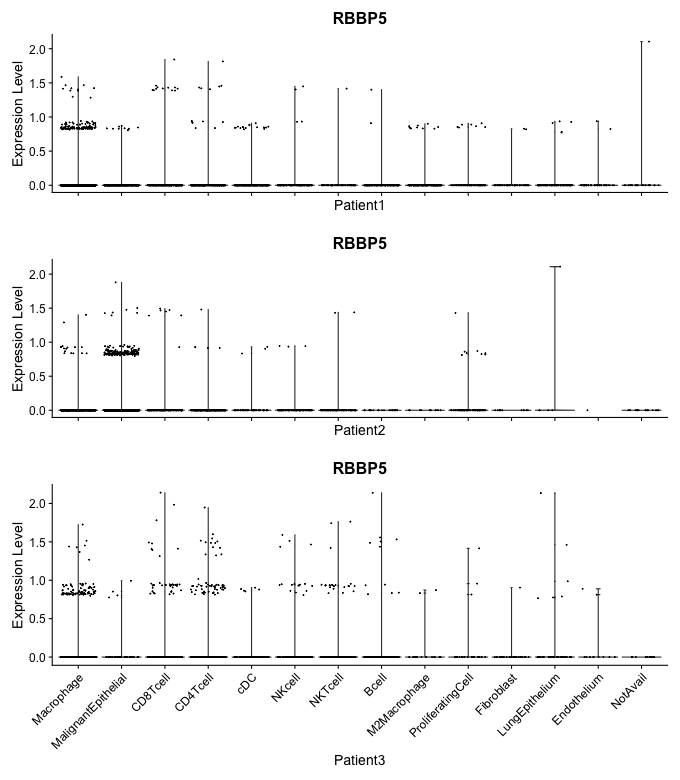 RBBP5
Expression Level
2.0
1.5
1.0
0.5
0.0
Patient1
RBBP5
Expression Level
2.0
1.5
1.0
0.5
0.0
Patient2
RBBP5
Expression Level
2.0
1.5
1.0
0.5
0.0
Macrophage
MalignantEpithelial
CD8Tcell
CD4Tcell
cDC
NKcell
NKTcell
Bcell
M2Macrophage
ProliferatingCell
Fibroblast
LungEpithelium
Endothelium
NotAvail
Patient3